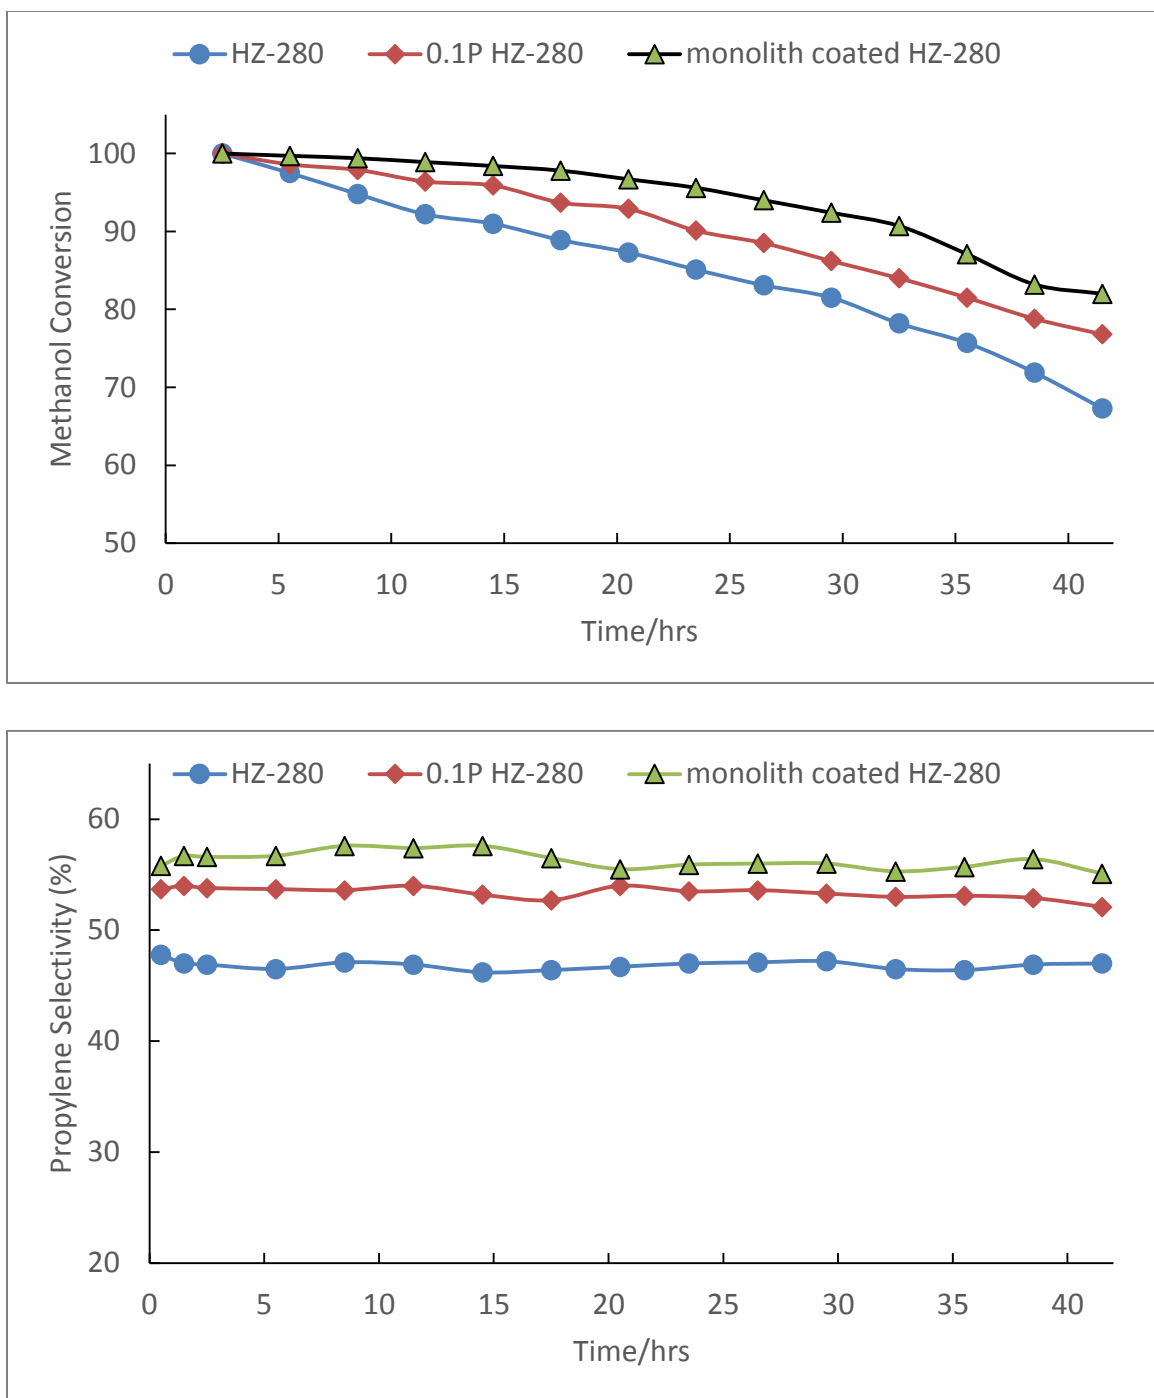 HZ-280 0.1P HZ-280 monolith coated HZ-280
100
90
80
70
60
50
Methanol Conversion
0 5 10 15 20 25 30 35 40
Time/hrs
HZ-280 0.1P HZ-280 monolith coated HZ-280
60
50
40
30
20
Propylene Selectivity (%)
0 5 10 15 20 25 30 35 40
Time/hrs